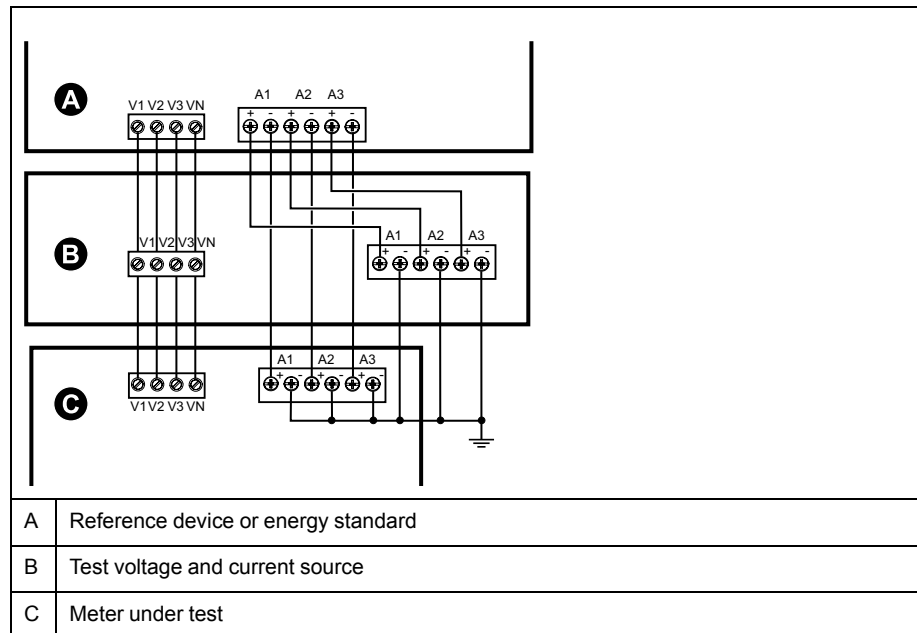 A
V1 V2 V3 VN
A1 A2 A3
+ - + - + -
B
V1 V2 V3 VN
A1 A2 A3
+ - + - + -
C
A1 A2 A3
+ - + - + -
V1 V2 V3 VN
A Reference device or energy standard
B Test voltage and current source
C Meter under test